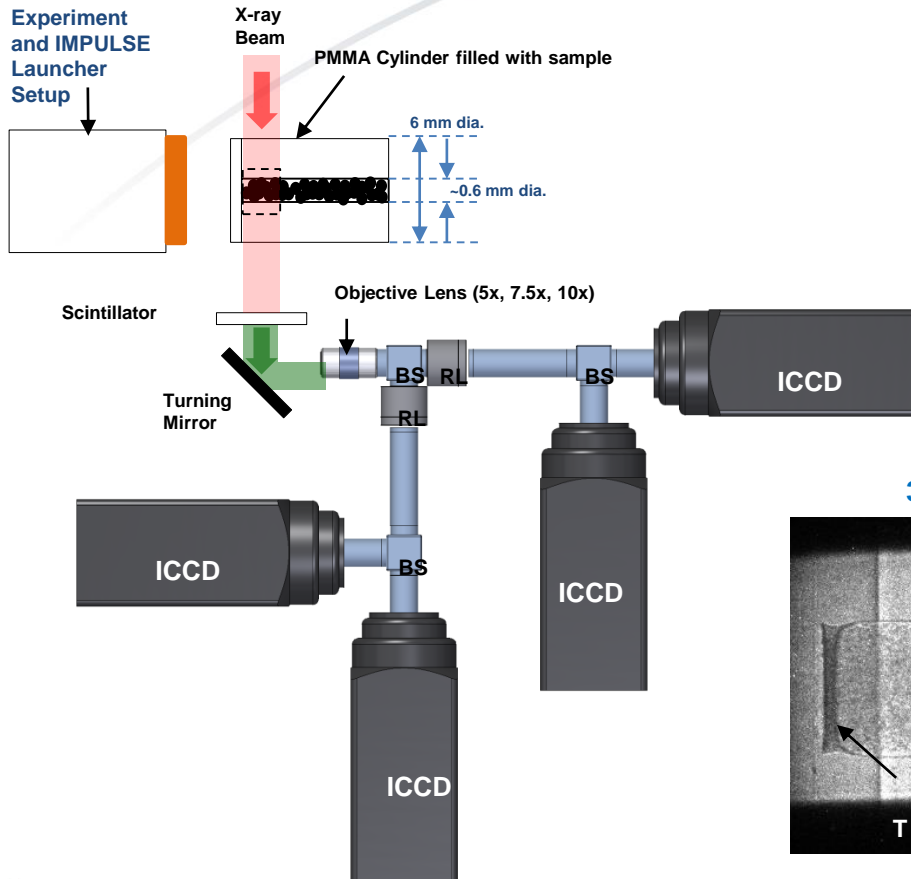 Experiment
and IMPULSE
Launcher
Setup
X-ray
Beam
PMMA Cylinder filled with sample
6 mm dia.
~0.6 mm dia.
Scintillator
Objective Lens (5x, 7.5x, 10x)
Turning
Mirror
BS
RL
BS
ICCD
RL
ICCD
BS
ICCD
ICCD
T